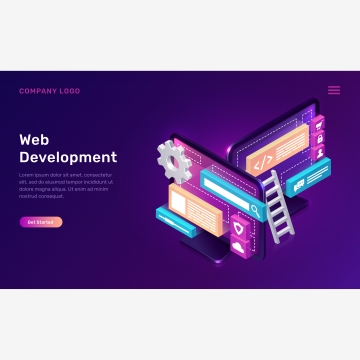 COMPANY LOGO
Web
Development
Lorem ipsum dolor sit amet, consectetur
elit, sed do eiusmod tempor incididunt ut
dolore magna aliqua. Ut enim ad minim
nostrud consequat.
Get Started